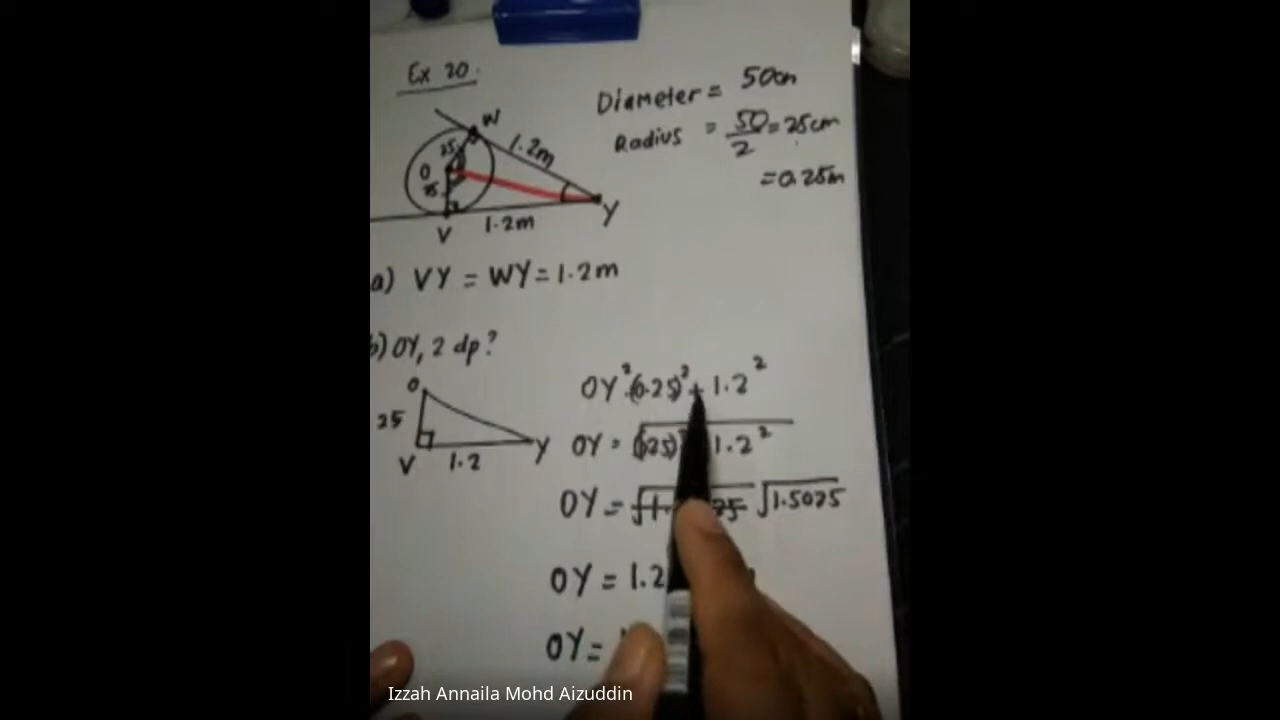 Ex 20.
Diameter = 50cm
Radius = 50/2 = 25cm
= 0.25m
W
25
1.2m
O
25
Y
V
1.2m
a) VY = WY = 1.2m
b) OY, 2 dp?
O
25
V
1.2
Y
OY² (0.25)² + 1.2²
OY = 1.2²
OY = √1.5025
OY = 1.2
OY =
Izzah Annaila Mohd Aizuddin